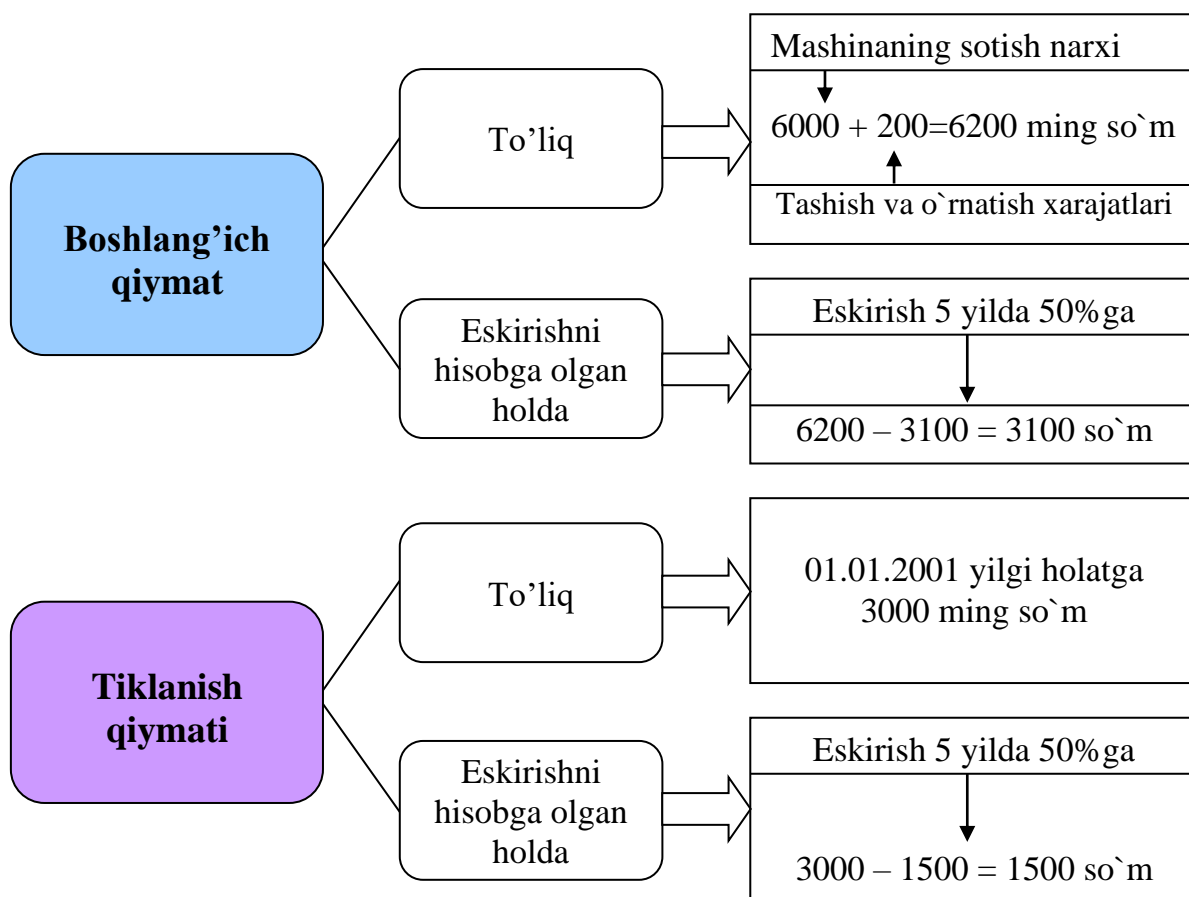 Boshlang’ich
qiymat
To’liq
Mashinaning sotish narxi
6000 + 200=6200 ming so`m
Tashish va o`rnatish xarajatlari
Eskirishni
hisobga olgan
holda
Eskirish 5 yilda 50%ga
6200 – 3100 = 3100 so`m
Tiklanish
qiymati
To’liq
01.01.2001 yilgi holatga
3000 ming so`m
Eskirishni
hisobga olgan
holda
Eskirish 5 yilda 50%ga
3000 – 1500 = 1500 so`m